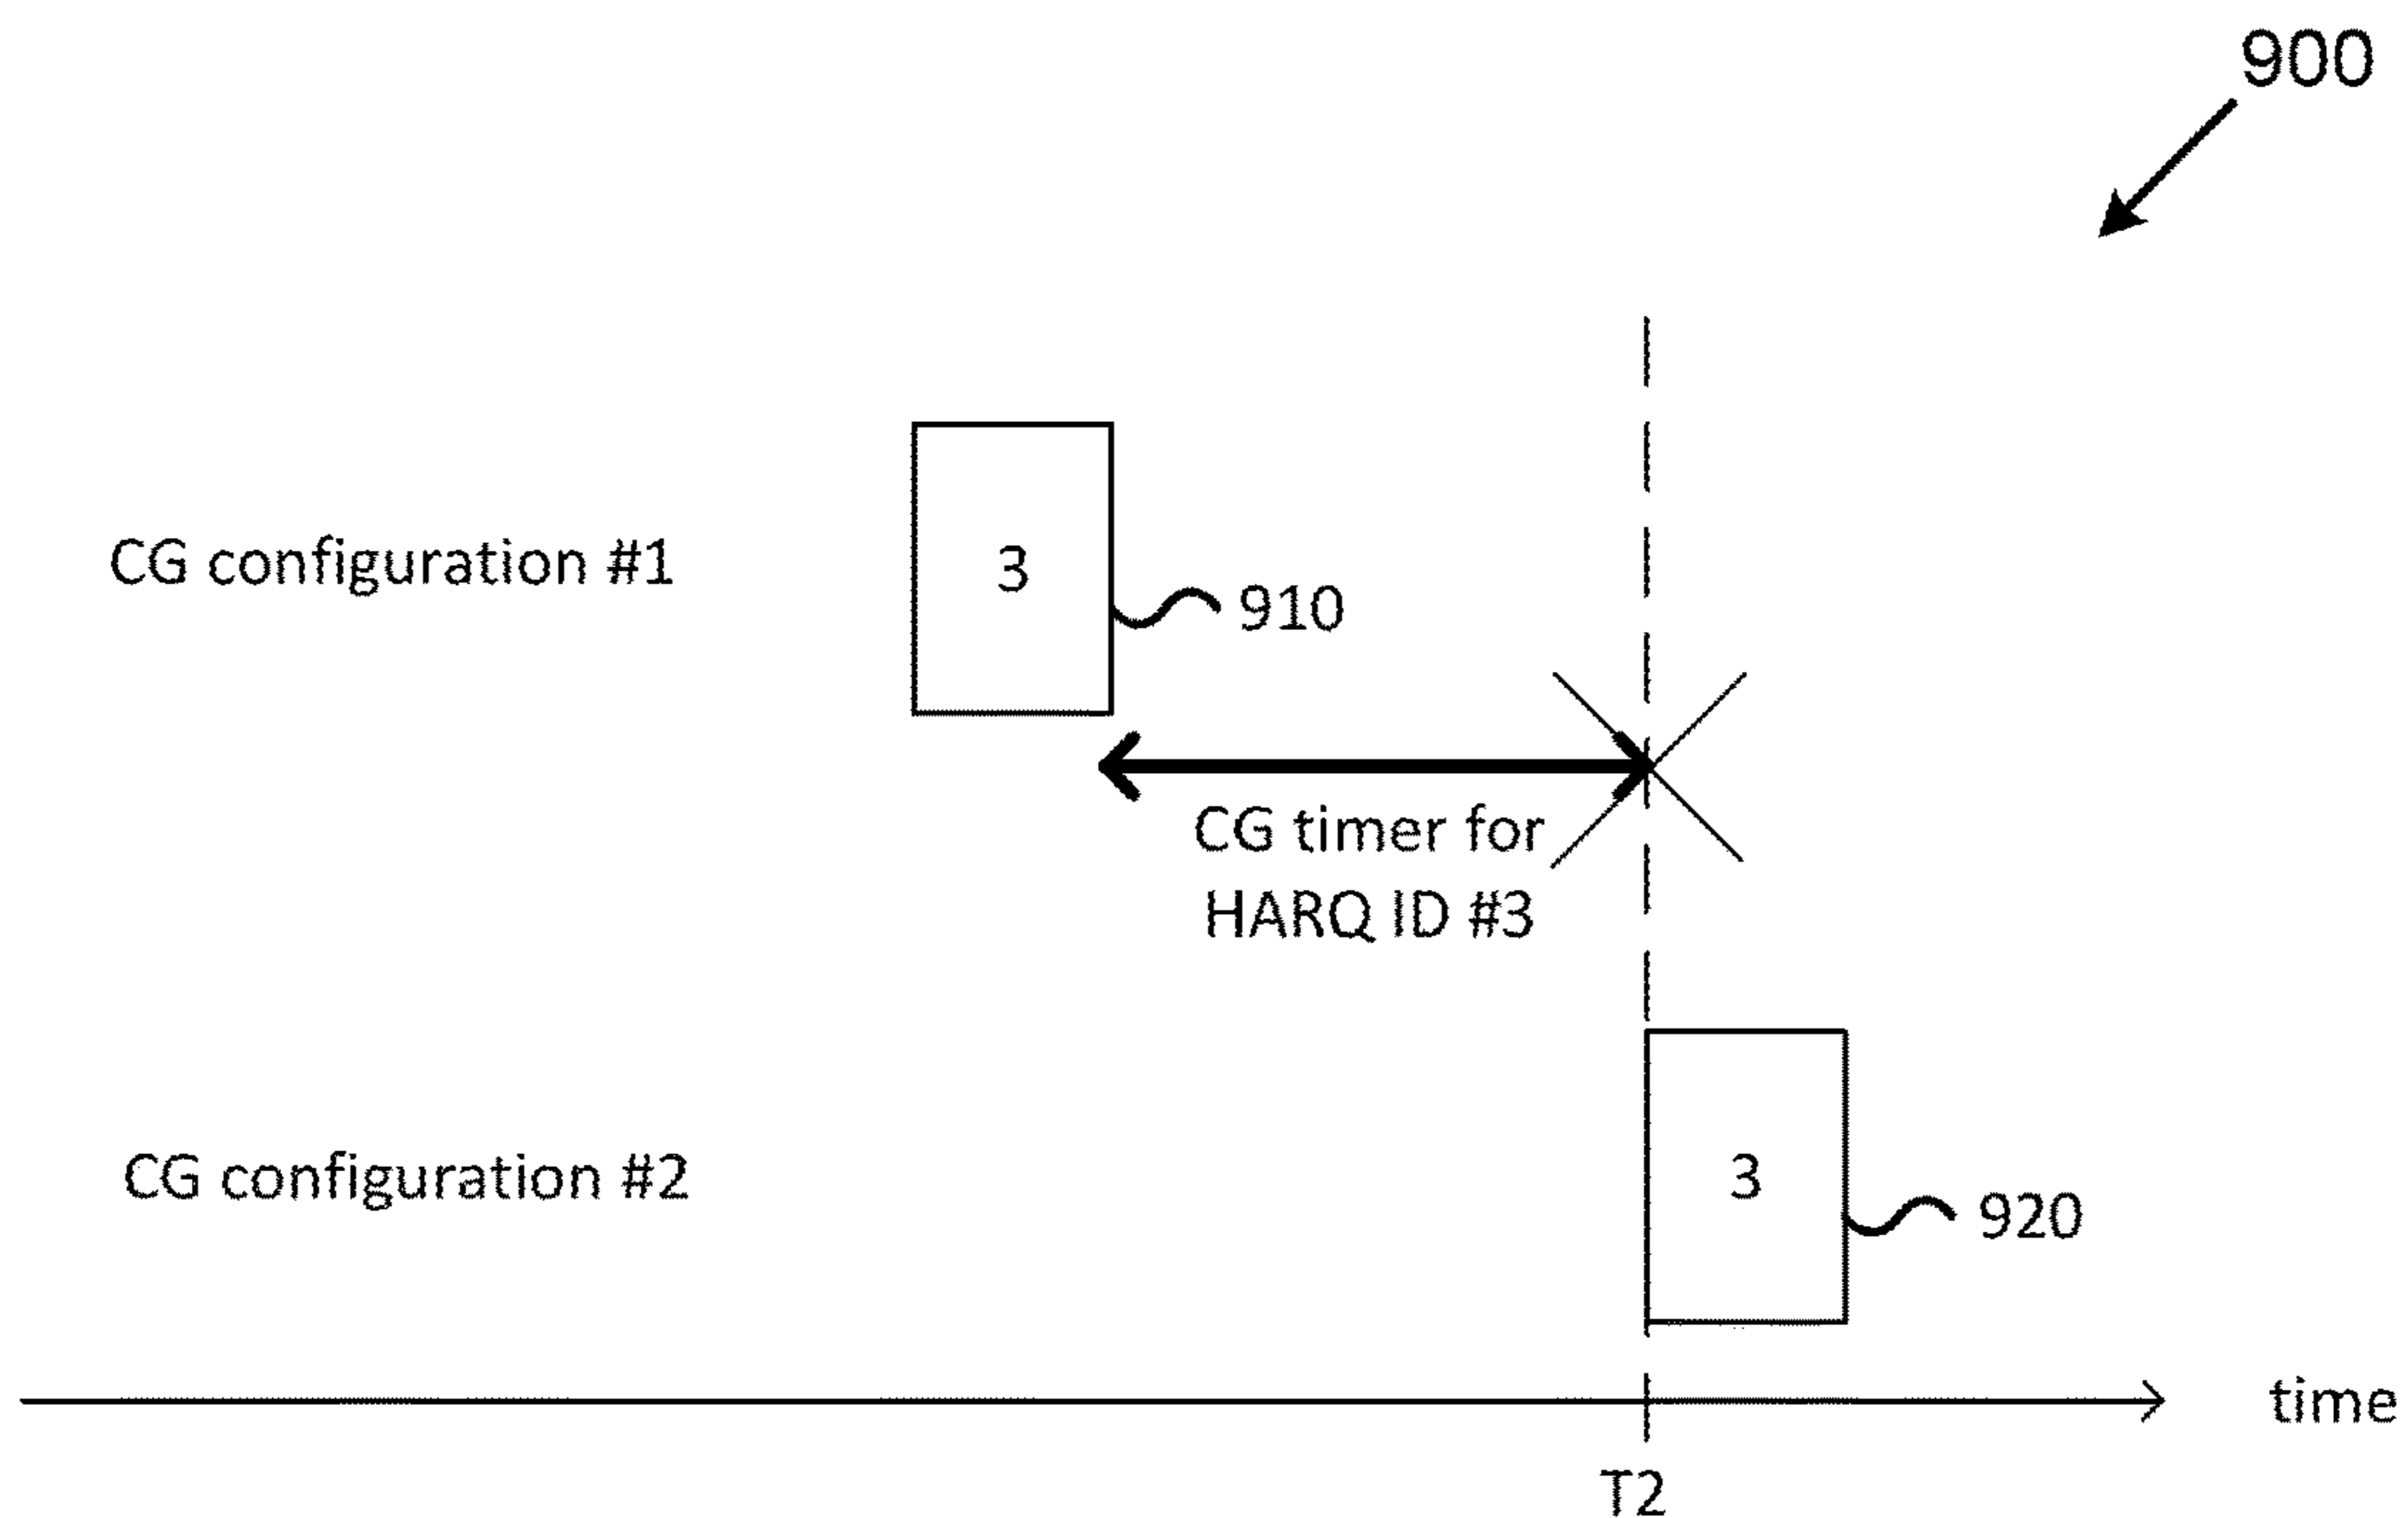 900
CG configuration #1
3
910
CG timer for
HARQ ID #3
CG configuration #2
3
920
time
T2